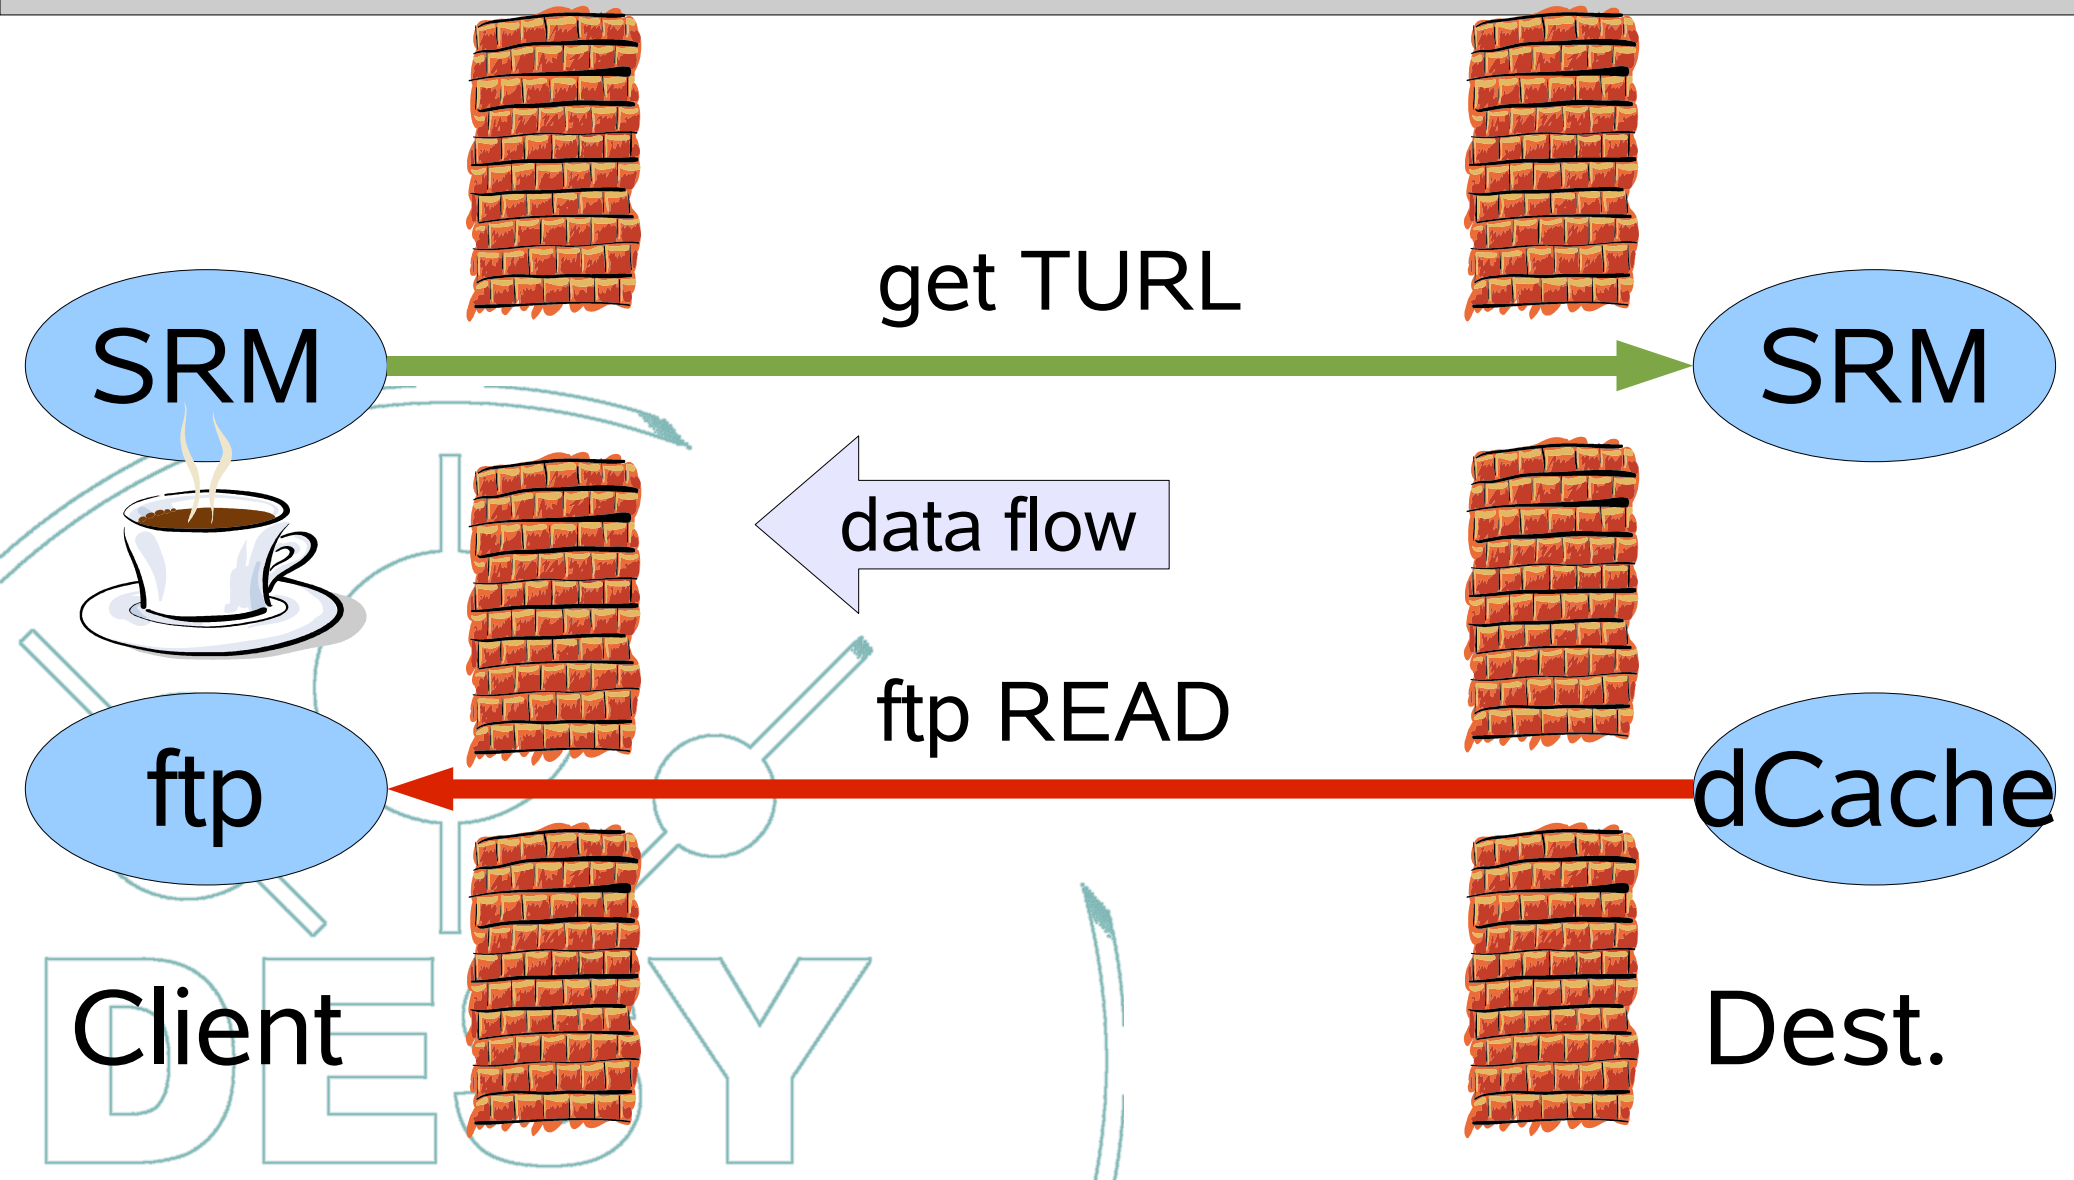 get TURL
SRM
SRM
data flow
ftp READ
ftp
dCache
Client
Dest.
DESY